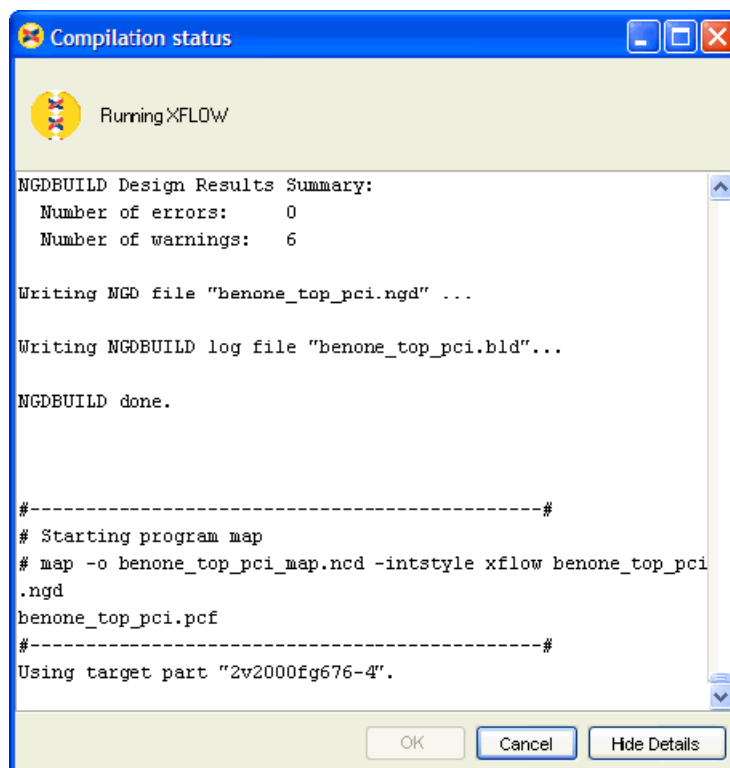 Compilation status
Running XFLOW
NGDBUILD Design Results Summary:
Number of errors: 0
Number of warnings: 6
Writing NGD file "benone_top_pci.ngd" ...
Writing NGDBUILD log file "benone_top_pci.bld"...
NGDBUILD done.
#----------------------------------------------#
# Starting program map
# map -o benone_top_pci_map.ncd -intstyle xflow benone_top_pci
.ngd
benone_top_pci.pcf
#----------------------------------------------#
Using target part "2v2000fg676-4".
OK Cancel Hide Details